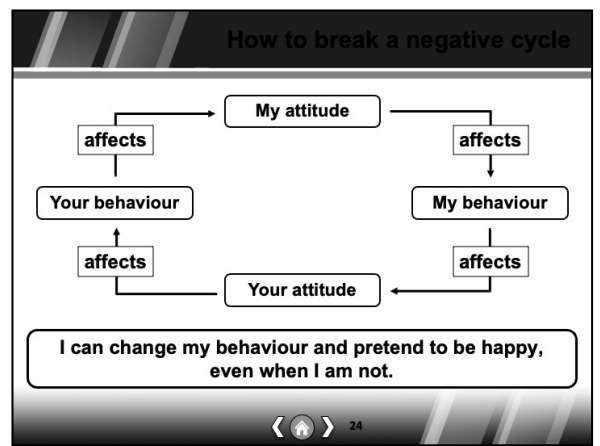 How to break a negative cycle
My attitude
affects
affects
Your behaviour
My behaviour
affects
affects
Your attitude
I can change my behaviour and pretend to be happy,
even when I am not.
24